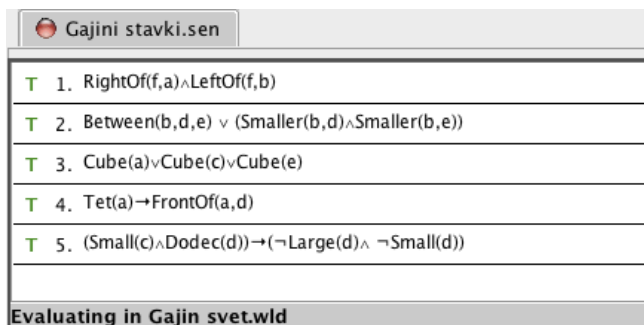 Gajini stavki.sen
T 1. RightOf(f,a)∧LeftOf(f,b)
T 2. Between(b,d,e) ∨ (Smaller(b,d)∧Smaller(b,e))
T 3. Cube(a)∨Cube(c)∨Cube(e)
T 4. Tet(a)→FrontOf(a,d)
T 5. (Small(c)∧Dodec(d))→(¬Large(d)∧ ¬Small(d))
Evaluating in Gajin svet.wld